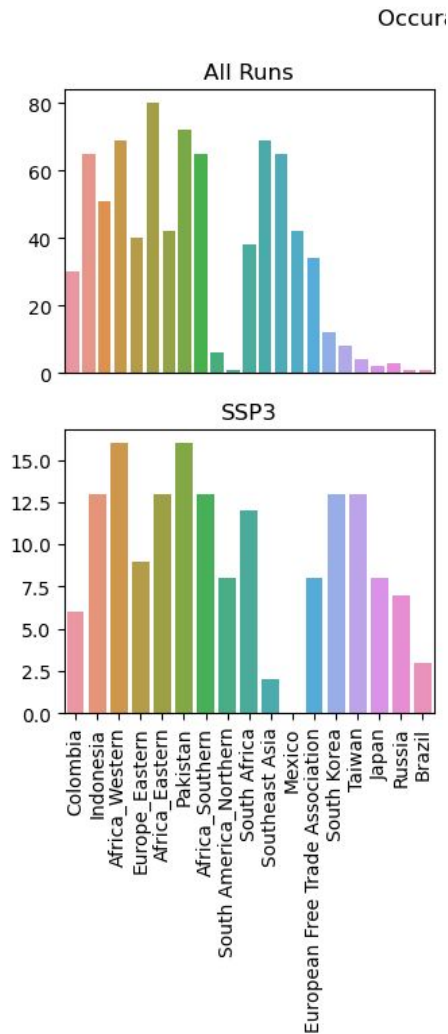 Occura
All Runs
80
60
40
20
0
SSP3
15.0
12.5
10.0
7.5
5.0
2.5
0.0
Colombia
Indonesia
Africa_Western
Europe_Eastern
Africa_Eastern
Pakistan
Africa_Southern
South America_Northern
South Africa
Southeast Asia
Mexico
European Free Trade Association
South Korea
Taiwan
Japan
Russia
Brazil